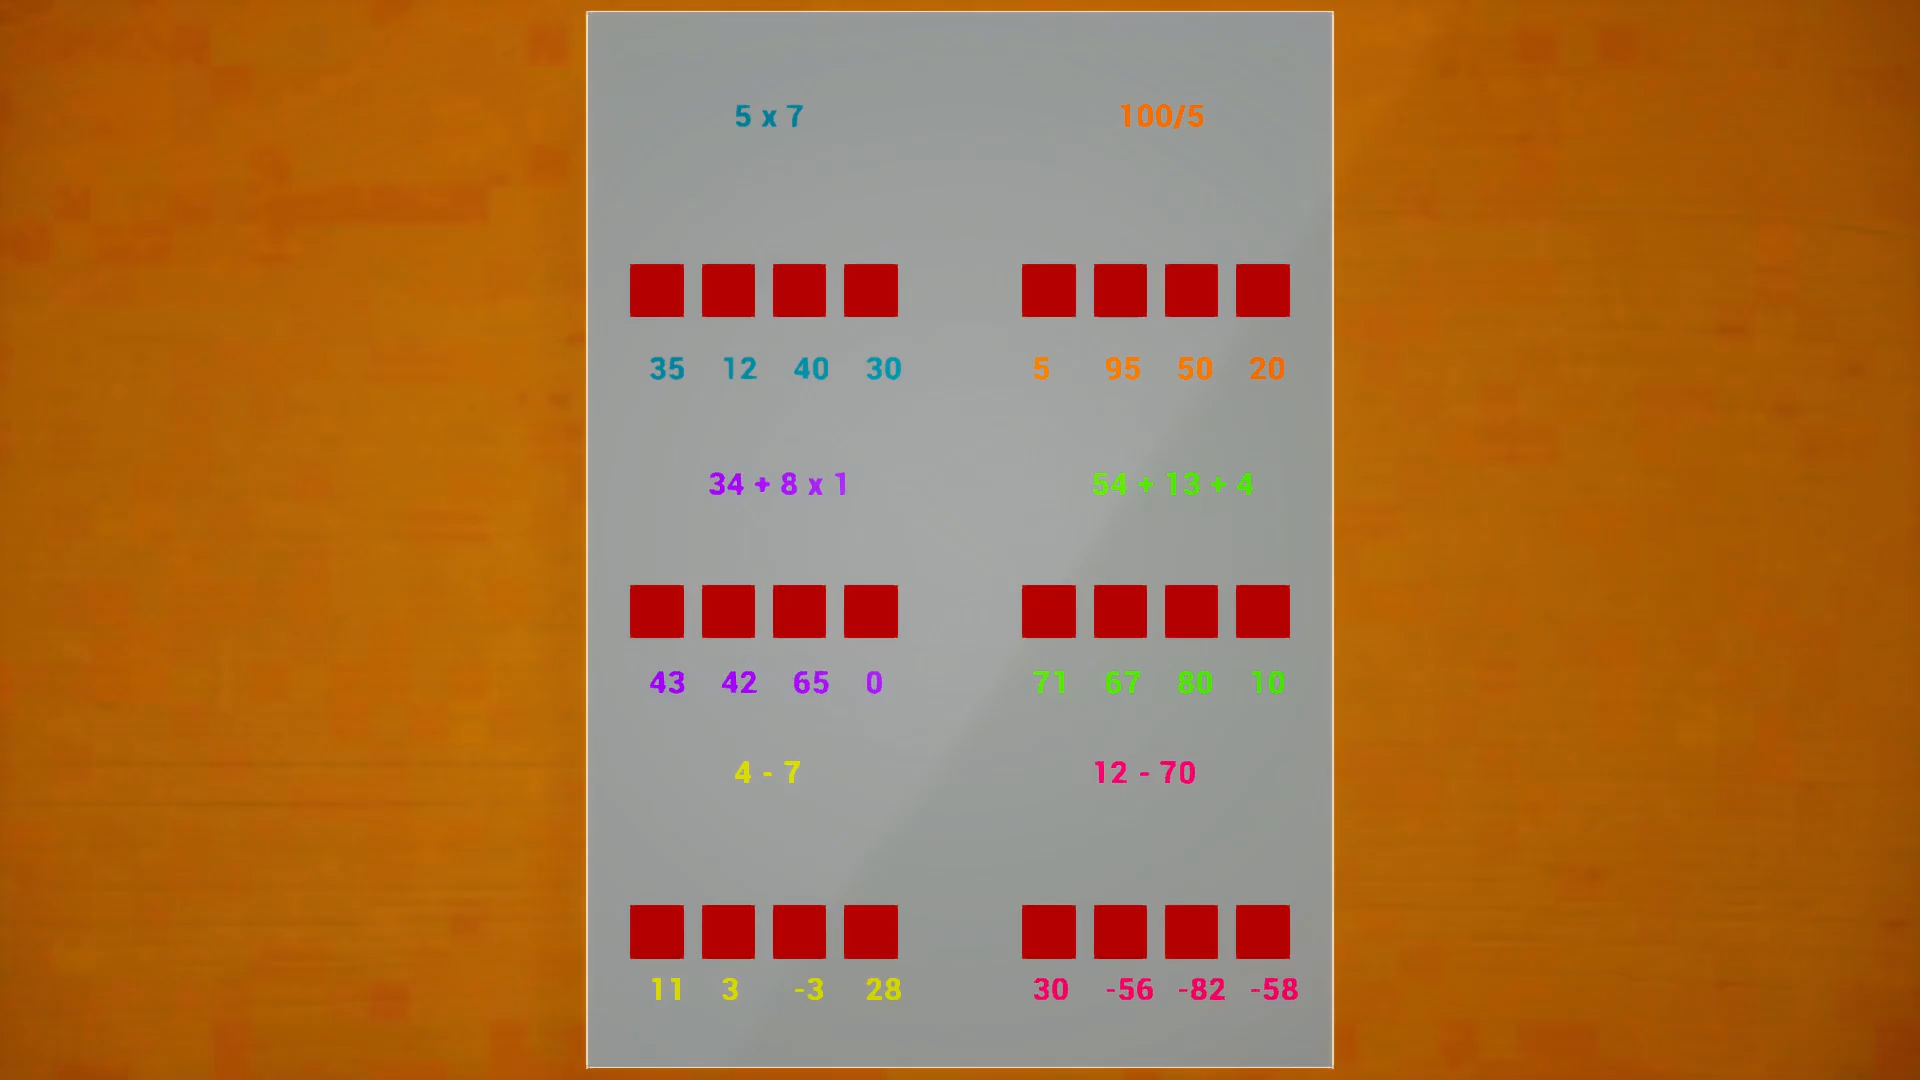 5 x 7 100/5
35 12 40 30 5 95 50 20
34 + 8 x 1 54 + 13 + 4
43 42 65 0 71 67 80 10
4 - 7 12 - 70
11 3 -3 28 30 -56 -82 -58